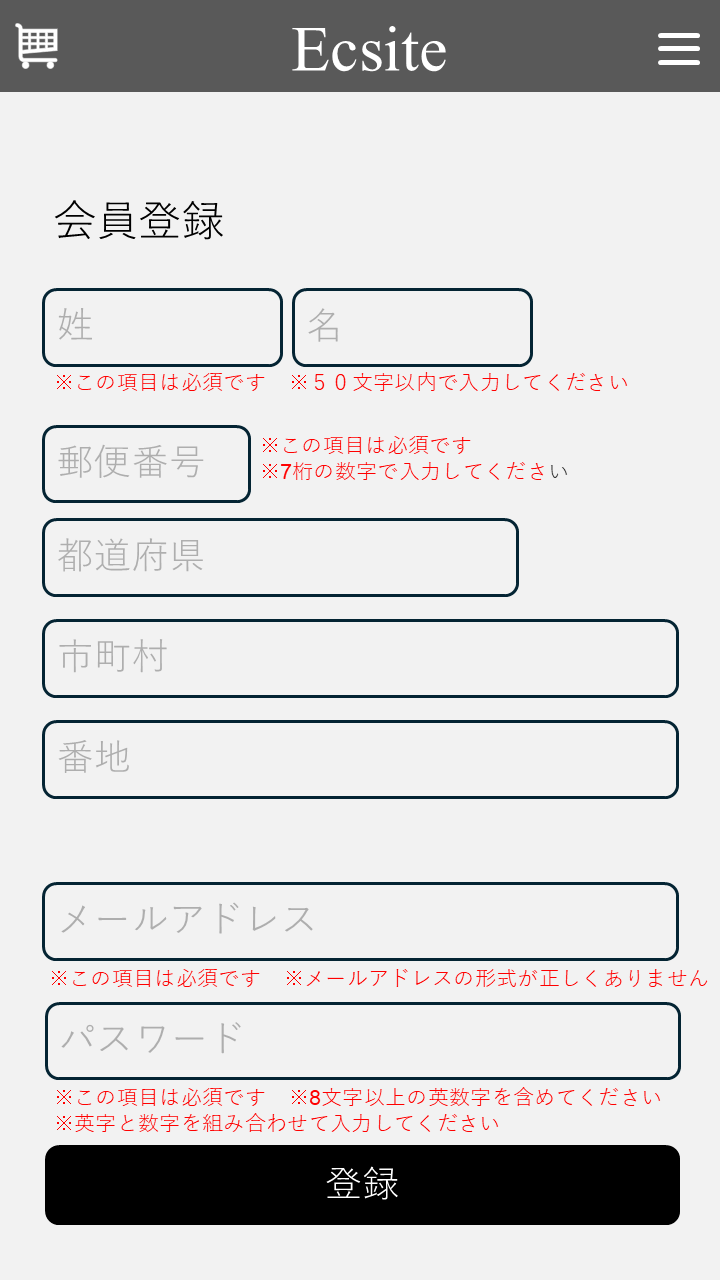 Ecsite
会員登録
姓 名
※この項目は必須です ※５０文字以内で入力してください
郵便番号
※この項目は必須です
※7桁の数字で入力してください
都道府県
市町村
番地
メールアドレス
※この項目は必須です ※メールアドレスの形式が正しくありません
パスワード
※この項目は必須です ※8文字以上の英数字を含めてください
※英字と数字を組み合わせて入力してください
登録